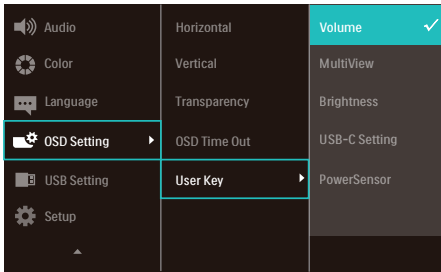 Audio
Color
Language
OSD Setting
USB Setting
Setup
Horizontal
Vertical
Transparency
OSD Time Out
User Key
Volume
MultiView
Brightness
USB-C Setting
PowerSensor